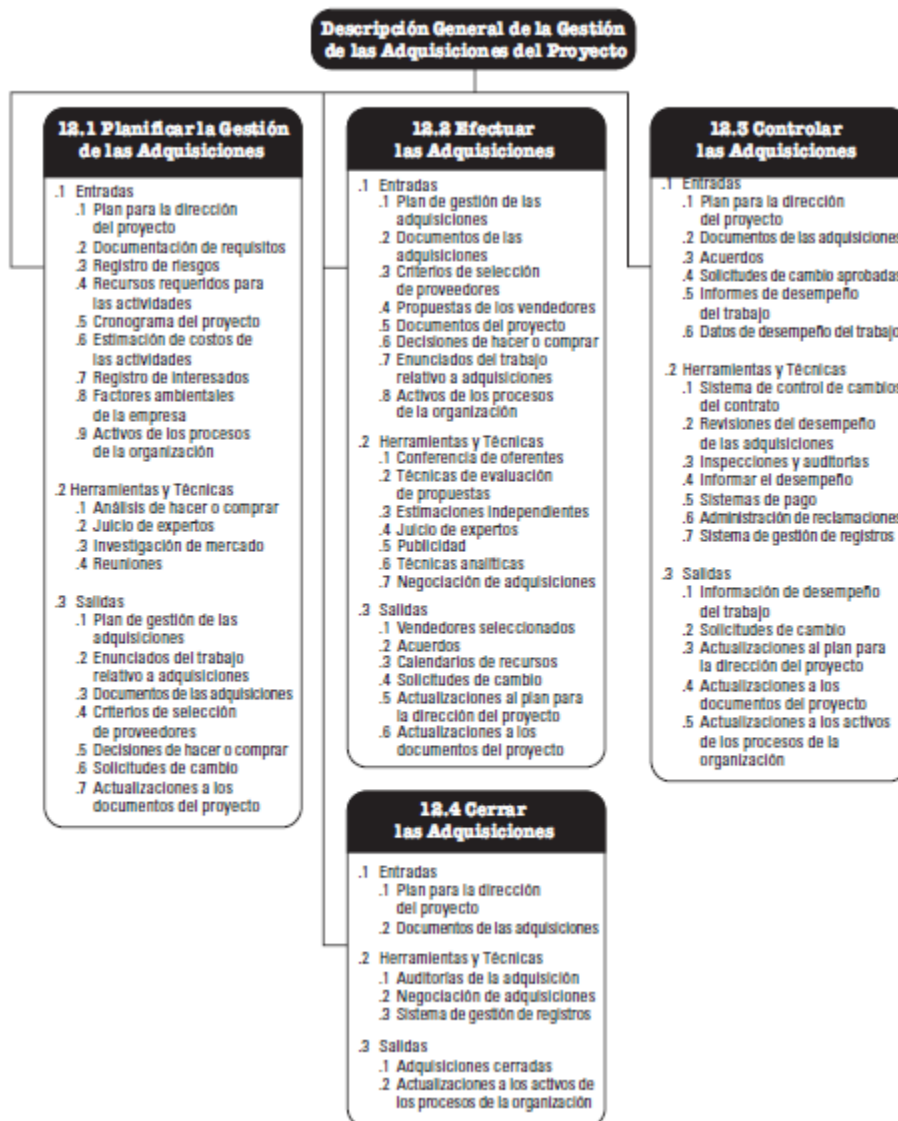 Descripción General de la Gestión
de las Adquisiciones del Proyecto
12.1 Planificar la Gestión
de las Adquisiciones
.1 Entradas
.1 Plan para la dirección
del proyecto
.2 Documentación de requisitos
.3 Registro de riesgos
.4 Recursos requeridos para
las actividades
.5 Cronograma del proyecto
.6 Estimación de costos de
las actividades
.7 Registro de interesados
.8 Factores ambientales
de la empresa
.9 Activos de los procesos
de la organización
.2 Herramientas y Técnicas
.1 Análisis de hacer o comprar
.2 Juicio de expertos
.3 Investigación de mercado
.4 Reuniones
.3 Salidas
.1 Plan de gestión de las
adquisiciones
.2 Enunciados del trabajo
relativo a adquisiciones
.3 Documentos de las adquisiciones
.4 Criterios de selección
de proveedores
.5 Decisiones de hacer o comprar
.6 Solicitudes de cambio
.7 Actualizaciones a los
documentos del proyecto
12.2 Efectuar
las Adquisiciones
.1 Entradas
.1 Plan de gestión de las
adquisiciones
.2 Documentos de las
adquisiciones
.3 Criterios de selección
de proveedores
.4 Propuestas de los vendedores
.5 Documentos del proyecto
.6 Decisiones de hacer o comprar
.7 Enunciados del trabajo
relativo a adquisiciones
.8 Activos de los procesos
de la organización
.2 Herramientas y Técnicas
.1 Conferencia de oferentes
.2 Técnicas de evaluación
de propuestas
.3 Estimaciones independientes
.4 Juicio de expertos
.5 Publicidad
.6 Técnicas analíticas
.7 Negociación de adquisiciones
.3 Salidas
.1 Vendedores seleccionados
.2 Acuerdos
.3 Calendarios de recursos
.4 Solicitudes de cambio
.5 Actualizaciones al plan para
la dirección del proyecto
.6 Actualizaciones a los
documentos del proyecto
12.3 Controlar
las Adquisiciones
.1 Entradas
.1 Plan para la dirección
del proyecto
.2 Documentos de las adquisiciones
.3 Acuerdos
.4 Solicitudes de cambio aprobadas
.5 Informes de desempeño
del trabajo
.6 Datos de desempeño del trabajo
.2 Herramientas y Técnicas
.1 Sistema de control de cambios
del contrato
.2 Revisiones del desempeño
de las adquisiciones
.3 Inspecciones y auditorías
.4 Informar el desempeño
.5 Sistemas de pago
.6 Administración de reclamaciones
.7 Sistema de gestión de registros
.3 Salidas
.1 Información de desempeño
del trabajo
.2 Solicitudes de cambio
.3 Actualizaciones al plan para
la dirección del proyecto
.4 Actualizaciones a los
documentos del proyecto
.5 Actualizaciones a los activos
de los procesos de la
organización
12.4 Cerrar
las Adquisiciones
.1 Entradas
.1 Plan para la dirección
del proyecto
.2 Documentos de las adquisiciones
.2 Herramientas y Técnicas
.1 Auditorías de la adquisición
.2 Negociación de adquisiciones
.3 Sistema de gestión de registros
.3 Salidas
.1 Adquisiciones cerradas
.2 Actualizaciones a los activos de
los procesos de la organización